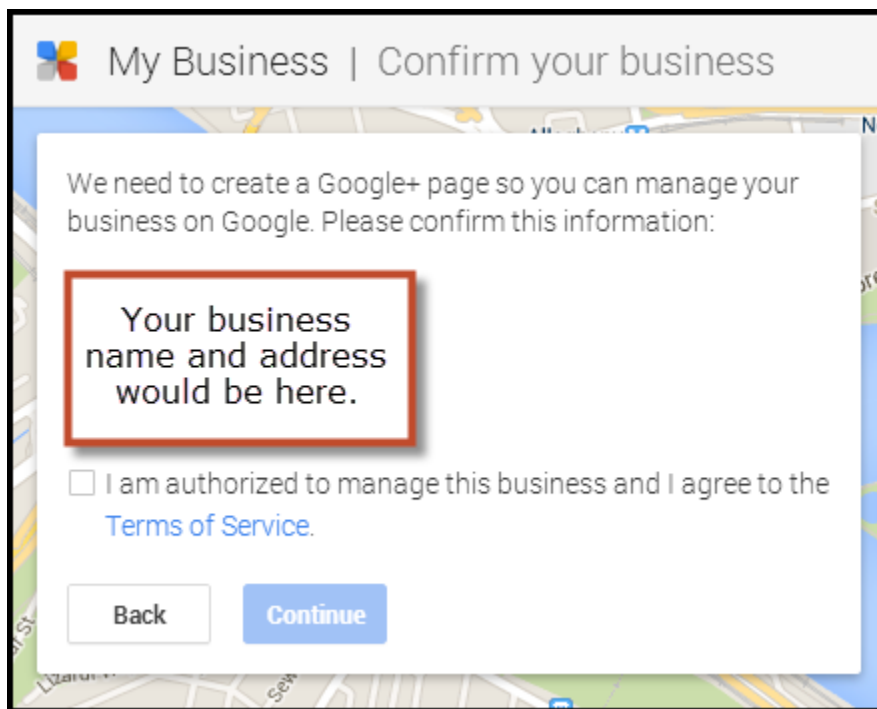 My Business | Confirm your business
We need to create a Google+ page so you can manage your
business on Google. Please confirm this information:
Your business
name and address
would be here.
I am authorized to manage this business and I agree to the
Terms of Service.
Back
Continue